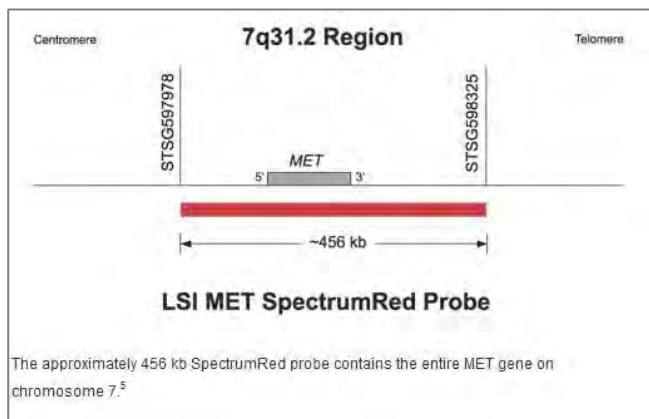 7q31.2 Region
Centromere
Telomere
STSG597978
STSG598325
MET
5'
3'
~456 kb
LSI MET SpectrumRed Probe
The approximately 456 kb SpectrumRed probe contains the entire MET gene on
chromosome 7.5